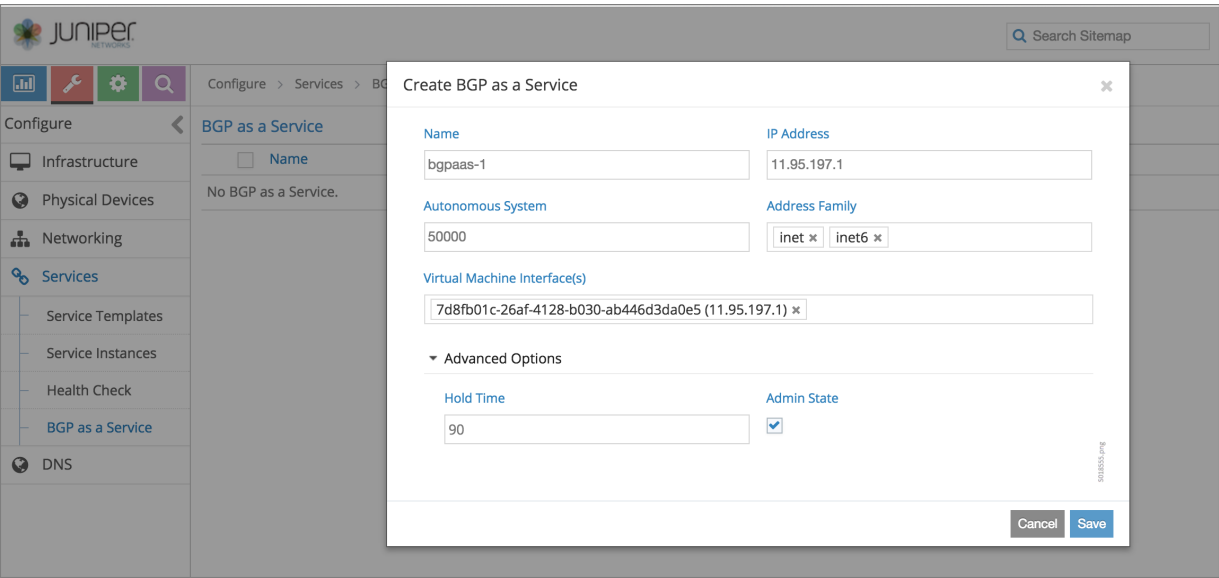 JUNIPER
NETWORKS
Search Sitemap
Configure > Services > BG
Create BGP as a Service
Configure
BGP as a Service
Name
No BGP as a Service.
Infrastructure
Physical Devices
Networking
Services
Service Templates
Service Instances
Health Check
BGP as a Service
DNS
Name
IP Address
bgpaas-1
11.95.197.1
Autonomous System
Address Family
50000
inet × inet6 ×
Virtual Machine Interface(s)
7d8fb01c-26af-4128-b030-ab446d3da0e5 (11.95.197.1) ×
Advanced Options
Hold Time
Admin State
90
S018555.png
Cancel
Save